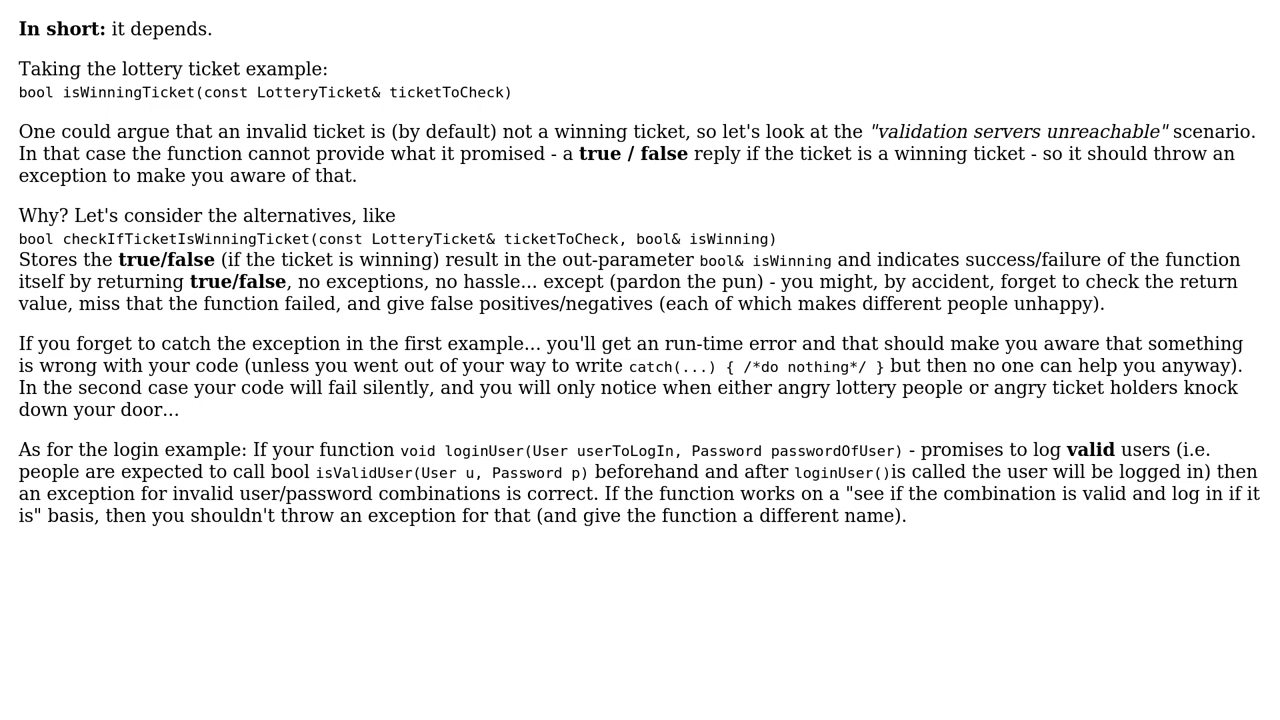 In short: it depends.
Taking the lottery ticket example:
bool isWinningTicket(const LotteryTicket& ticketToCheck)
One could argue that an invalid ticket is (by default) not a winning ticket, so let's look at the "validation servers unreachable" scenario.
In that case the function cannot provide what it promised - a true / false reply if the ticket is a winning ticket - so it should throw an
exception to make you aware of that.
Why? Let's consider the alternatives, like
bool checkIfTicketIsWinningTicket(const LotteryTicket& ticketToCheck, bool& isWinning)
Stores the true/false (if the ticket is winning) result in the out-parameter bool& isWinning and indicates success/failure of the function
itself by returning true/false, no exceptions, no hassle... except (pardon the pun) - you might, by accident, forget to check the return
value, miss that the function failed, and give false positives/negatives (each of which makes different people unhappy).
If you forget to catch the exception in the first example... you'll get an run-time error and that should make you aware that something
is wrong with your code (unless you went out of your way to write catch(...) { /*do nothing*/ } but then no one can help you anyway).
In the second case your code will fail silently, and you will only notice when either angry lottery people or angry ticket holders knock
down your door...
As for the login example: If your function void loginUser(User userToLogIn, Password passwordOfUser) - promises to log valid users (i.e.
people are expected to call bool isValidUser(User u, Password p) beforehand and after loginUser()is called the user will be logged in) then
an exception for invalid user/password combinations is correct. If the function works on a "see if the combination is valid and log in if it
is" basis, then you shouldn't throw an exception for that (and give the function a different name).